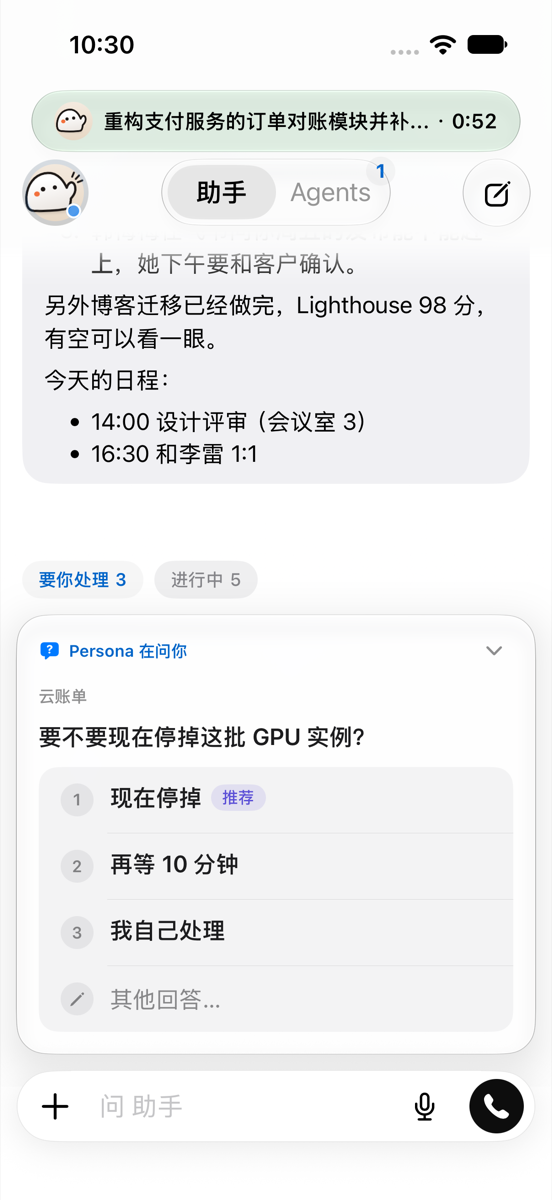 10:30
重构支付服务的订单对账模块并补... · 0:52
助手
Agents
1
上，她下午要和客户确认。
另外博客迁移已经做完，Lighthouse 98 分，
有空可以看一眼。
今天的日程：
• 14:00 设计评审（会议室 3）
• 16:30 和李雷 1:1
要你处理 3
进行中 5
Persona 在问你
云账单
要不要现在停掉这批 GPU 实例？
1 现在停掉 推荐
2 再等 10 分钟
3 我自己处理
其他回答...
问 助手